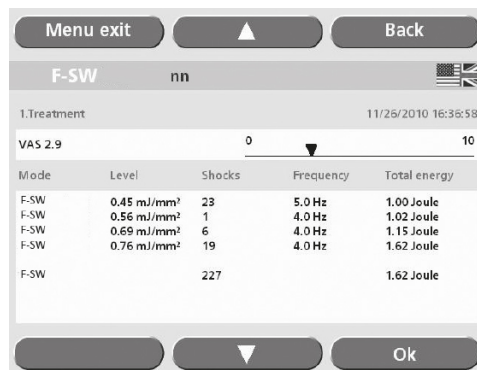 Menu exit Back
F-SW nn
1.Treatment 11/26/2010 16:36:58
VAS 2.9 0 10
Mode Level Shocks Frequency Total energy
F-SW 0.45 mJ/mm² 23 5.0 Hz 1.00 Joule
F-SW 0.56 mJ/mm² 1 4.0 Hz 1.02 Joule
F-SW 0.69 mJ/mm² 6 4.0 Hz 1.15 Joule
F-SW 0.76 mJ/mm² 19 4.0 Hz 1.62 Joule
F-SW 227 1.62 Joule
Ok